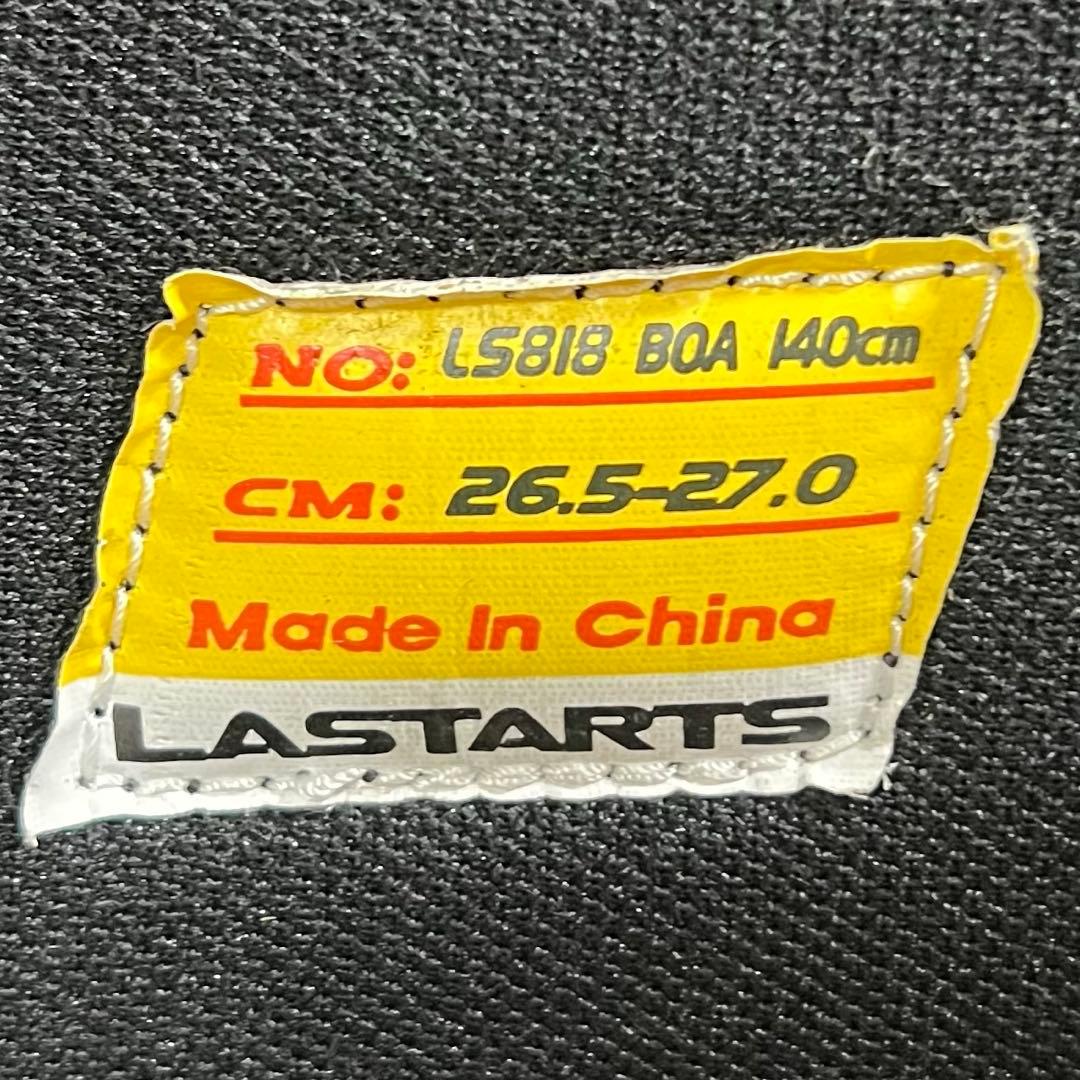 NO: LS818 BOA 140cm
CM: 26.5-27.0
Made In China
LASTARTS